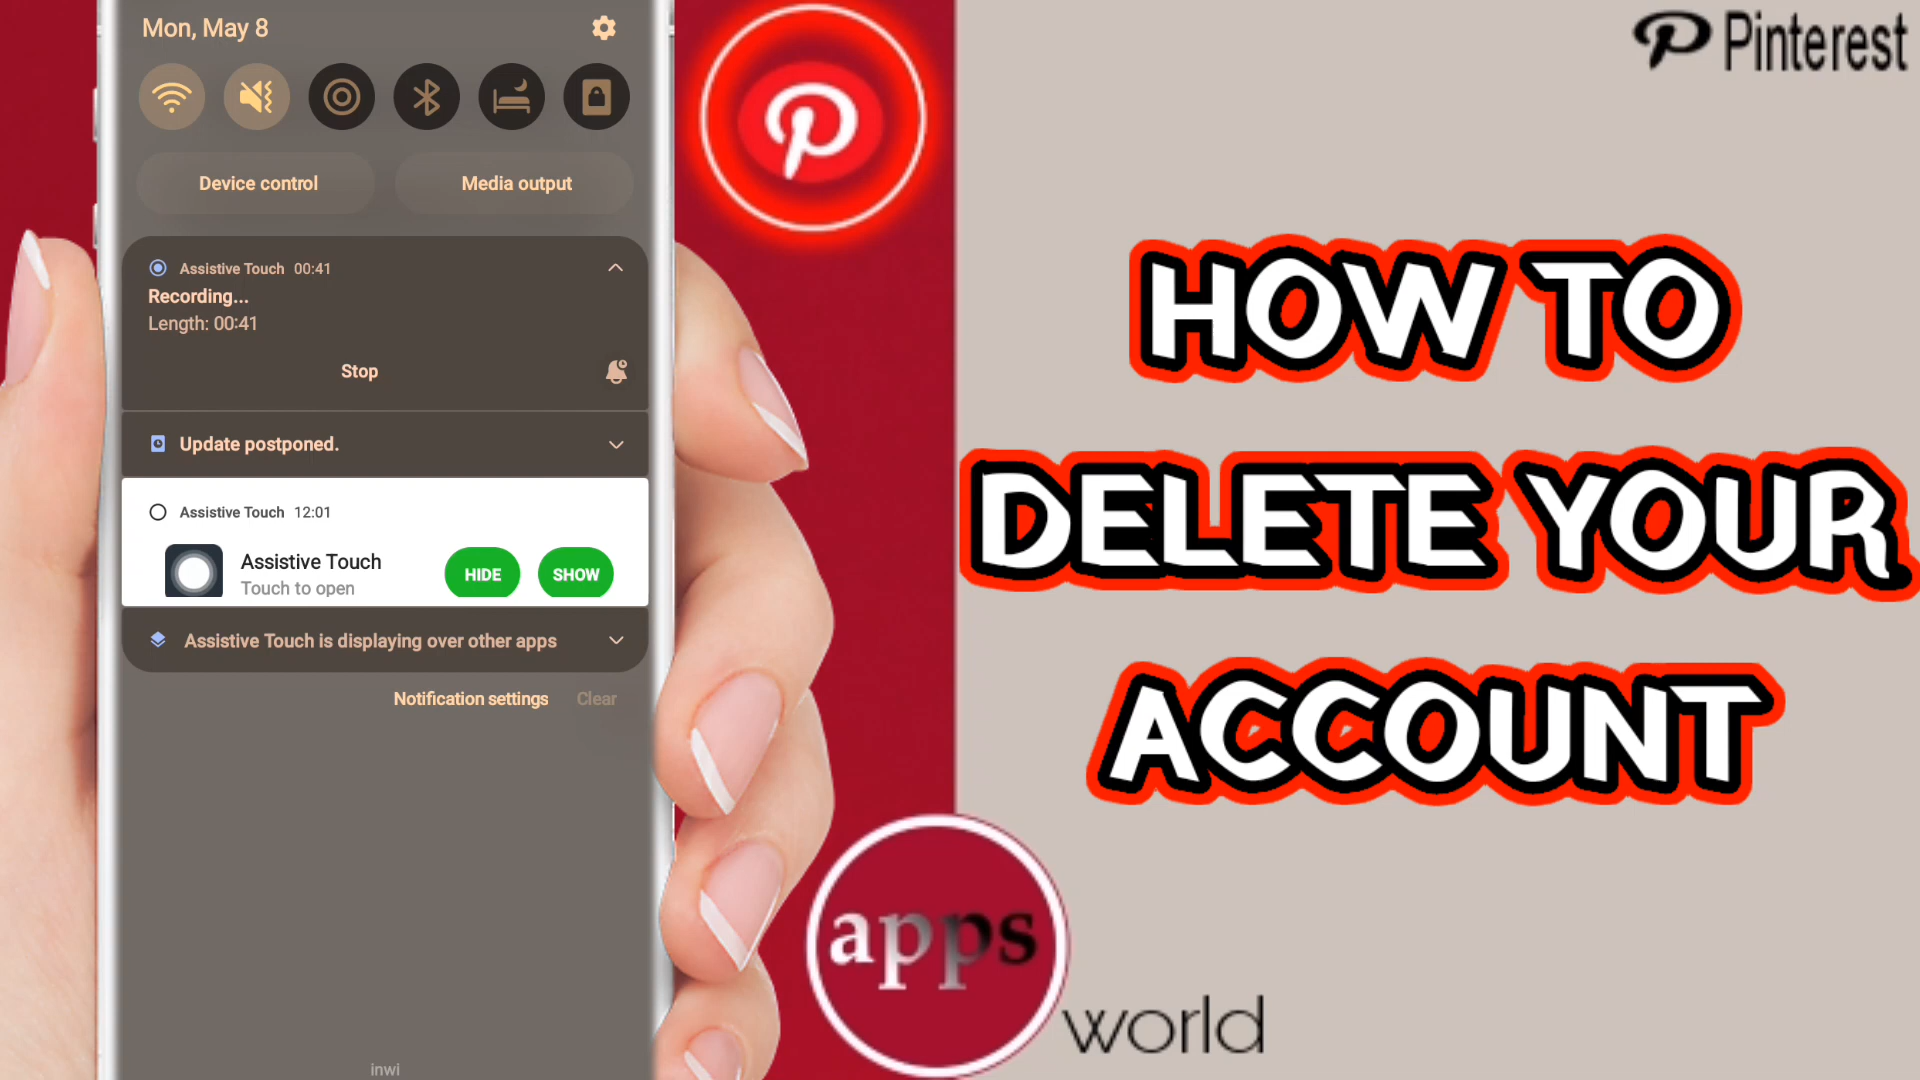 Mon, May 8
Device control
Media output
Assistive Touch 00:41
Recording...
Length: 00:41
Stop
Update postponed.
Assistive Touch 12:01
Assistive Touch
Touch to open
HIDE
SHOW
Assistive Touch is displaying over other apps
Notification settings
Clear
inwi
Pinterest
HOW TO
DELETE YOUR
ACCOUNT
apps
world